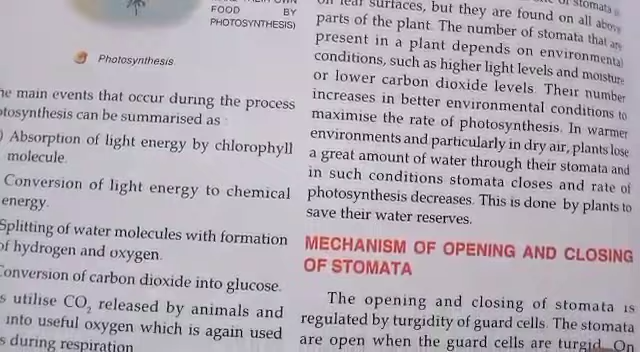 FOOD BY
PHOTOSYNTHESIS)
Photosynthesis
main events that occur during the process
can be summarised as :
Absorption of light energy by chlorophyll
molecule.
Conversion of light energy to chemical
energy.
Splitting of water molecules with formation
of hydrogen and oxygen.
Conversion of carbon dioxide into glucose.
utilise CO₂ released by animals and
into useful oxygen which is again used
during respiration
surfaces, but they are found on all above
parts of the plant. The number of stomata that are
present in a plant depends on environmental
conditions, such as higher light levels and moisture
or lower carbon dioxide levels. Their number
increases in better environmental conditions to
maximise the rate of photosynthesis. In warmer
environments and particularly in dry air, plants lose
a great amount of water through their stomata and
in such conditions stomata closes and rate of
photosynthesis decreases. This is done by plants to
save their water reserves.
MECHANISM OF OPENING AND CLOSING
OF STOMATA
The opening and closing of stomata is
regulated by turgidity of guard cells. The stomata
are open when the guard cells are turgid. On